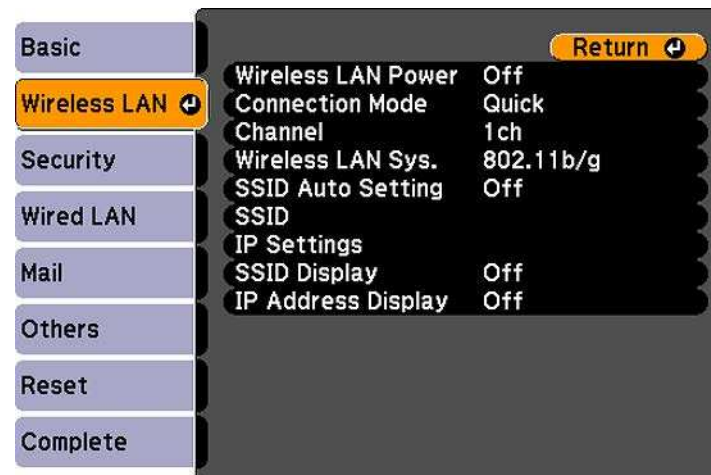 Basic
Wireless LAN
Security
Wired LAN
Mail
Others
Reset
Complete
Return
Wireless LAN Power Off
Connection Mode Quick
Channel 1ch
Wireless LAN Sys. 802.11b/g
SSID Auto Setting Off
SSID
IP Settings
SSID Display Off
IP Address Display Off